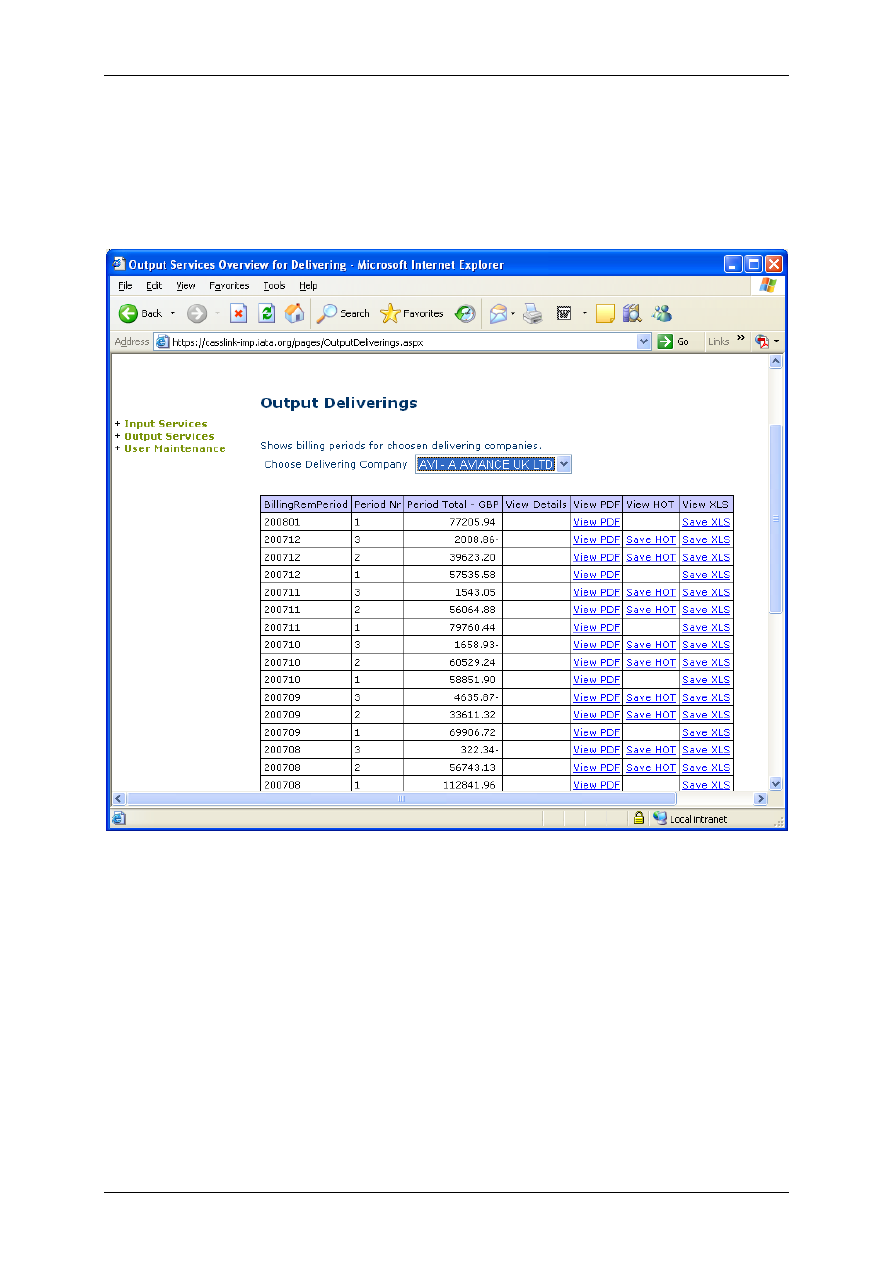 Output Services Overview for Delivering - Microsoft Internet Explorer
File Edit View Favorites Tools Help
Back Search Favorites
Address https://casslink-imp.iata.org/pages/OutputDeliverings.aspx Go Links »
Output Deliverings
+ Input Services
+ Output Services
+ User Maintenance
Shows billing periods for choosen delivering companies.
Choose Delivering Company AVI - A AVIANCE UK LTD
BillingRemPeriod Period Nr Period Total - GBP View Details View PDF View HOT View XLS
200801 1 77205.94 View PDF Save XLS
200712 3 2008.86- View PDF Save HOT Save XLS
200712 2 39623.20 View PDF Save HOT Save XLS
200712 1 57535.58 View PDF Save XLS
200711 3 1543.05 View PDF Save HOT Save XLS
200711 2 56064.88 View PDF Save HOT Save XLS
200711 1 79760.44 View PDF Save XLS
200710 3 1658.93- View PDF Save HOT Save XLS
200710 2 60529.24 View PDF Save HOT Save XLS
200710 1 58851.90 View PDF Save XLS
200709 3 4635.87- View PDF Save HOT Save XLS
200709 2 33611.32 View PDF Save HOT Save XLS
200709 1 69906.72 View PDF Save XLS
200708 3 322.34- View PDF Save HOT Save XLS
200708 2 56743.13 View PDF Save HOT Save XLS
200708 1 112841.96 View PDF Save XLS
Local intranet